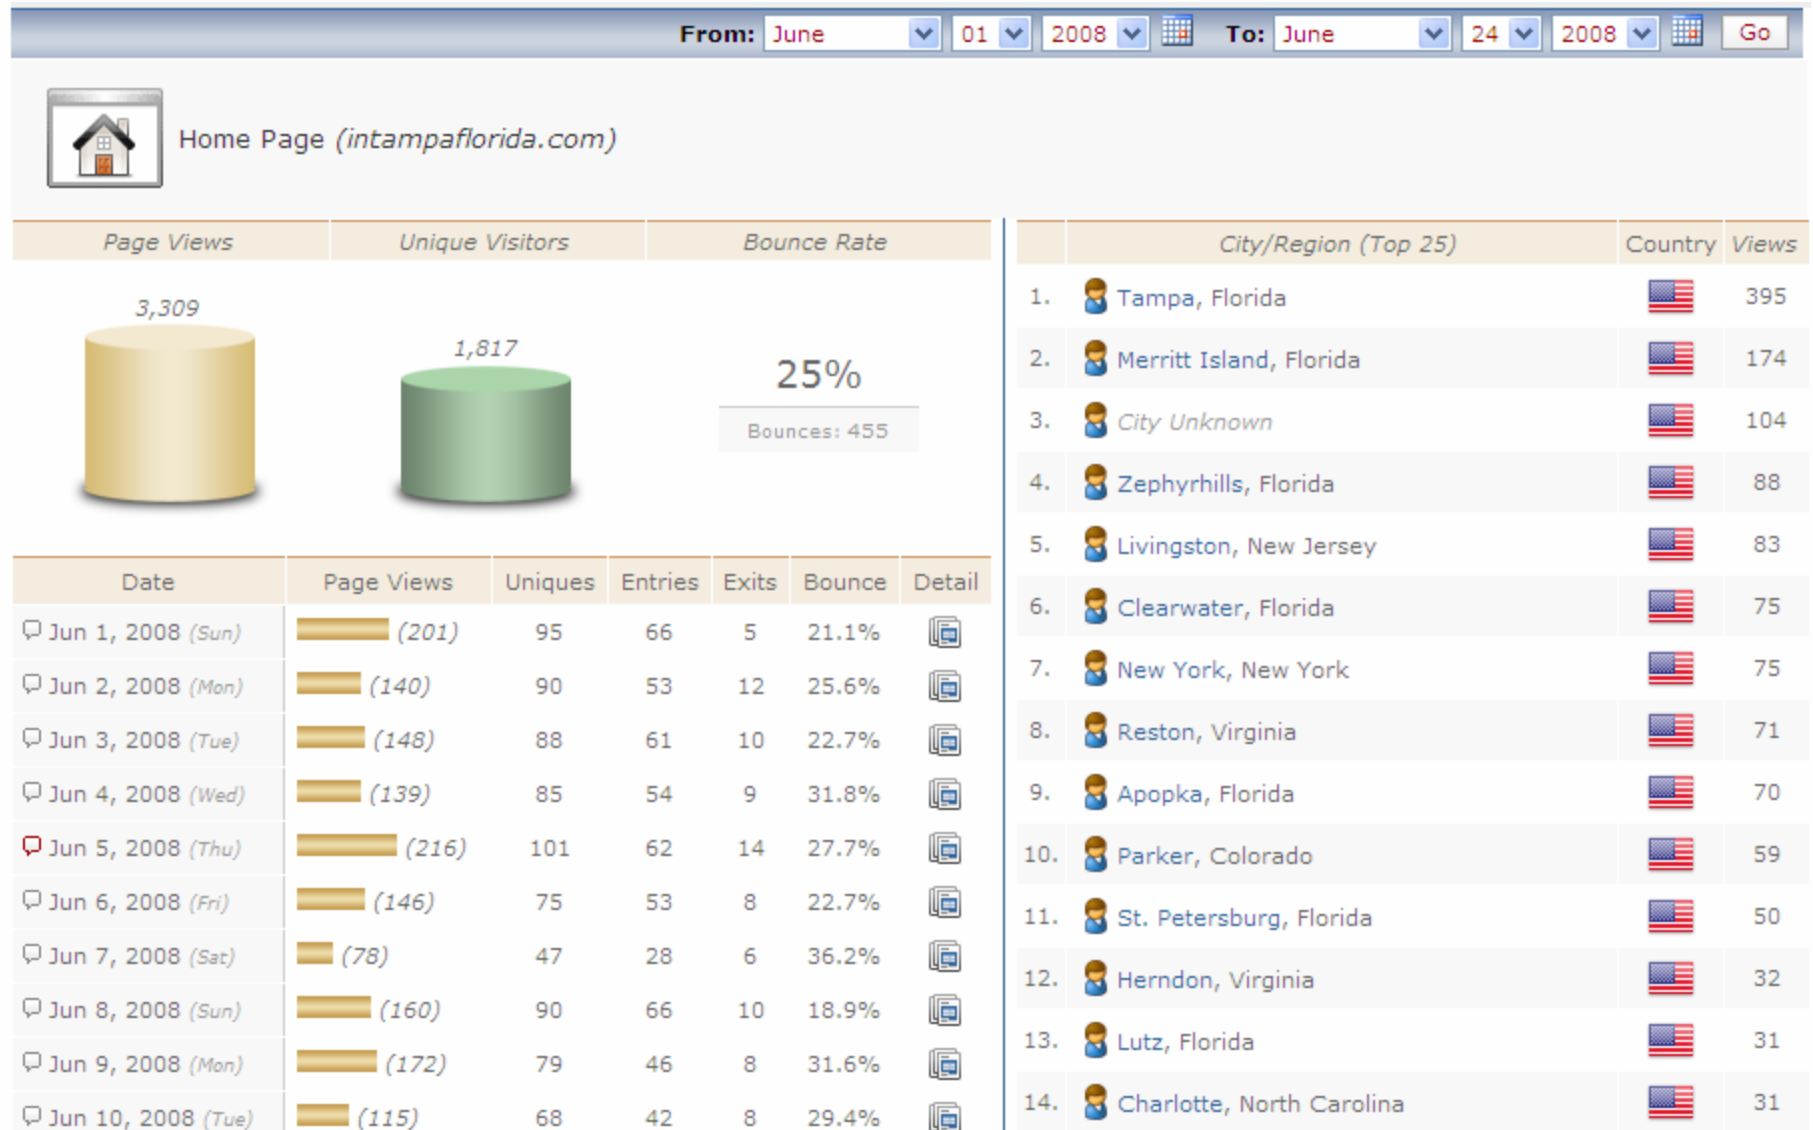 From: June 01 2008 To: June 24 2008 Go
Home Page (intampaflorida.com)
Page Views Unique Visitors Bounce Rate
3,309
1,817
25%
Bounces: 455
Date Page Views Uniques Entries Exits Bounce Detail
Jun 1, 2008 (Sun) (201) 95 66 5 21.1%
Jun 2, 2008 (Mon) (140) 90 53 12 25.6%
Jun 3, 2008 (Tue) (148) 88 61 10 22.7%
Jun 4, 2008 (Wed) (139) 85 54 9 31.8%
Jun 5, 2008 (Thu) (216) 101 62 14 27.7%
Jun 6, 2008 (Fri) (146) 75 53 8 22.7%
Jun 7, 2008 (Sat) (78) 47 28 6 36.2%
Jun 8, 2008 (Sun) (160) 90 66 10 18.9%
Jun 9, 2008 (Mon) (172) 79 46 8 31.6%
Jun 10, 2008 (Tue) (115) 68 42 8 29.4%
City/Region (Top 25) Country Views
1. Tampa, Florida 395
2. Merritt Island, Florida 174
3. City Unknown 104
4. Zephyrhills, Florida 88
5. Livingston, New Jersey 83
6. Clearwater, Florida 75
7. New York, New York 75
8. Reston, Virginia 71
9. Apopka, Florida 70
10. Parker, Colorado 59
11. St. Petersburg, Florida 50
12. Herndon, Virginia 32
13. Lutz, Florida 31
14. Charlotte, North Carolina 31